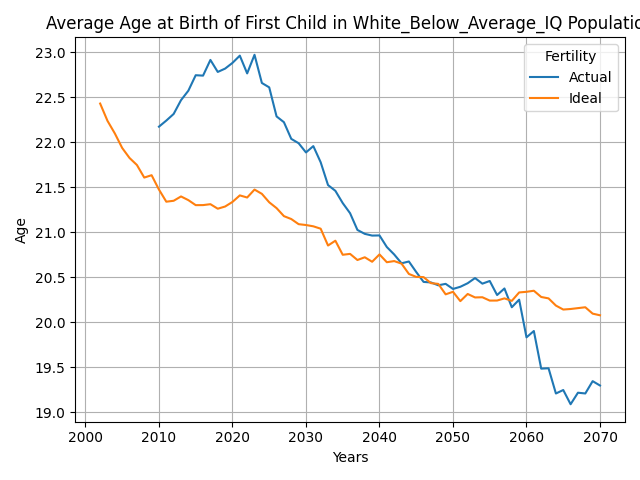 Average Age at Birth of First Child in White_Below_Average_IQ Populatio
23.0
22.5
22.0
21.5
21.0
20.5
20.0
19.5
19.0
Age
Fertility
Actual
Ideal
2000 2010 2020 2030 2040 2050 2060 2070
Years